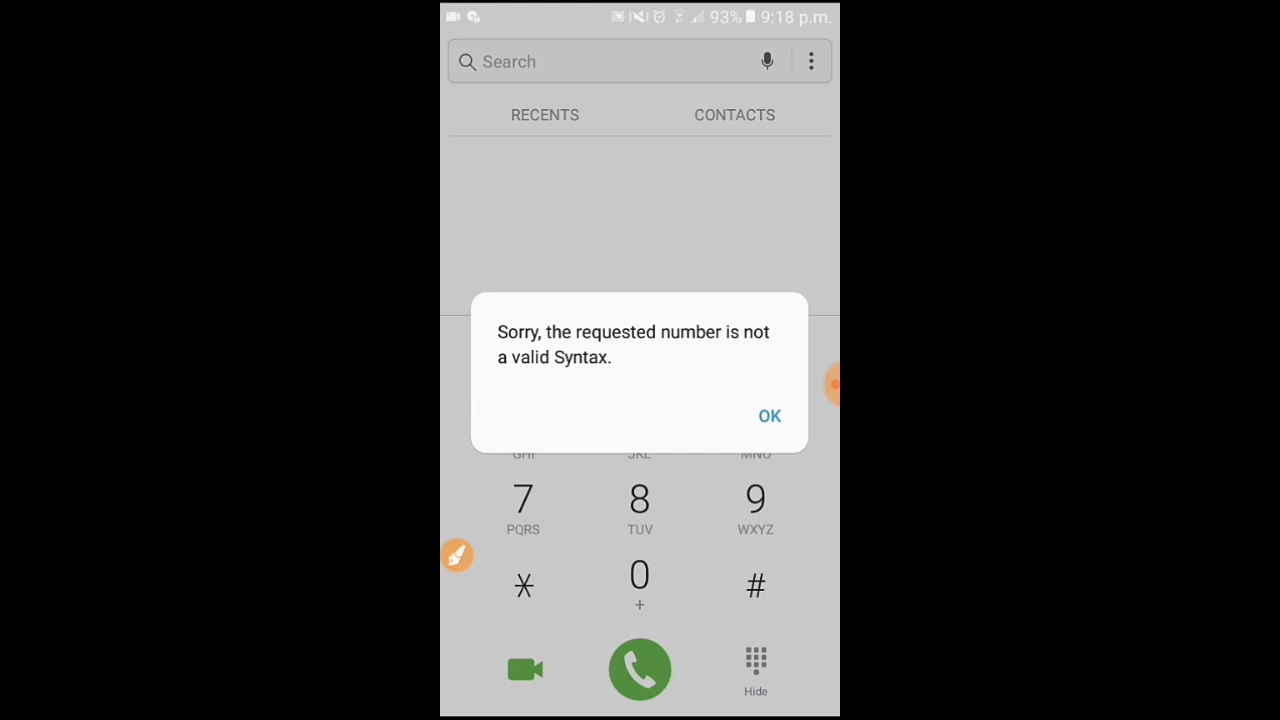 93% 9:18 p.m.
Search
RECENTS CONTACTS
Sorry, the requested number is not
a valid Syntax.
OK
GHI JKL MNO
7 8 9
PQRS TUV WXYZ
* 0 #
+
Hide